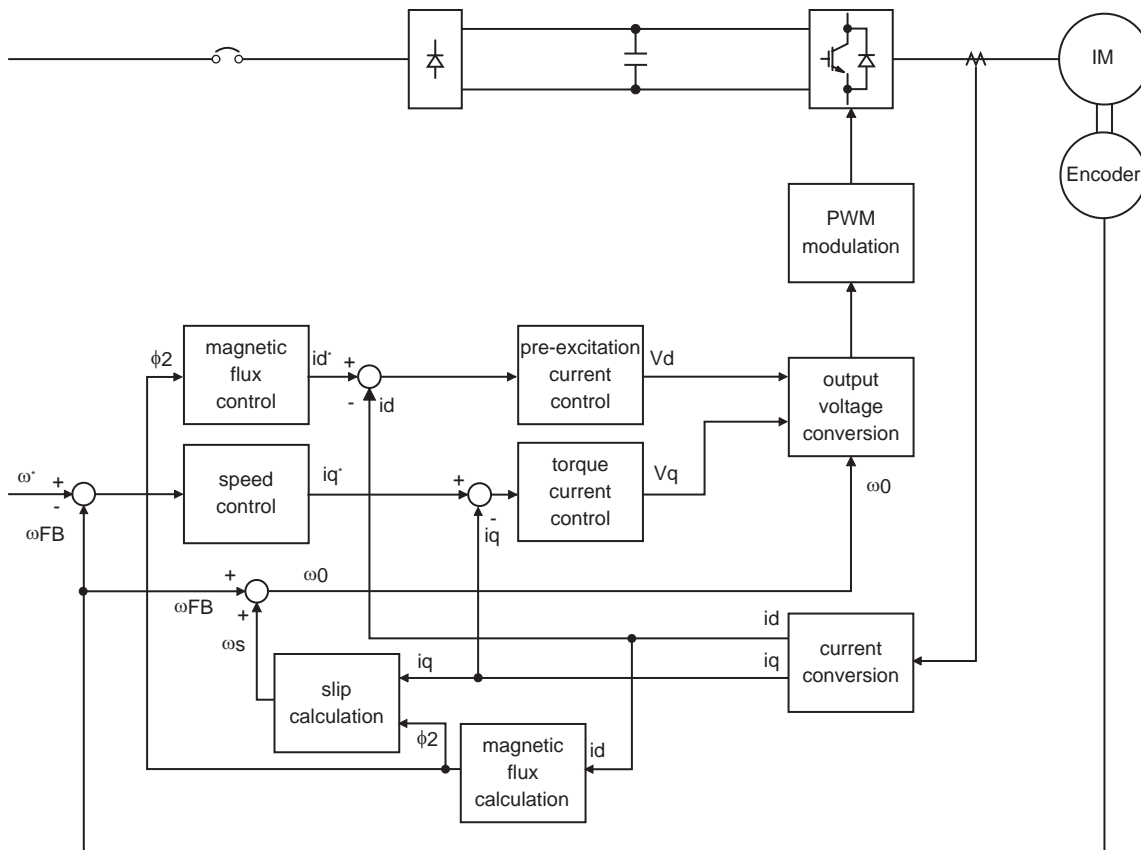 IM
Encoder
PWM
modulation
ϕ2
magnetic
flux
control
id*
+
-
id
pre-excitation
current
control
Vd
output
voltage
conversion
ω*
+
-
ωFB
speed
control
iq*
+
-
iq
torque
current
control
Vq
ω0
+
ωFB
+
ω0
ωs
slip
calculation
iq
ϕ2
magnetic
flux
calculation
id
id
iq
current
conversion